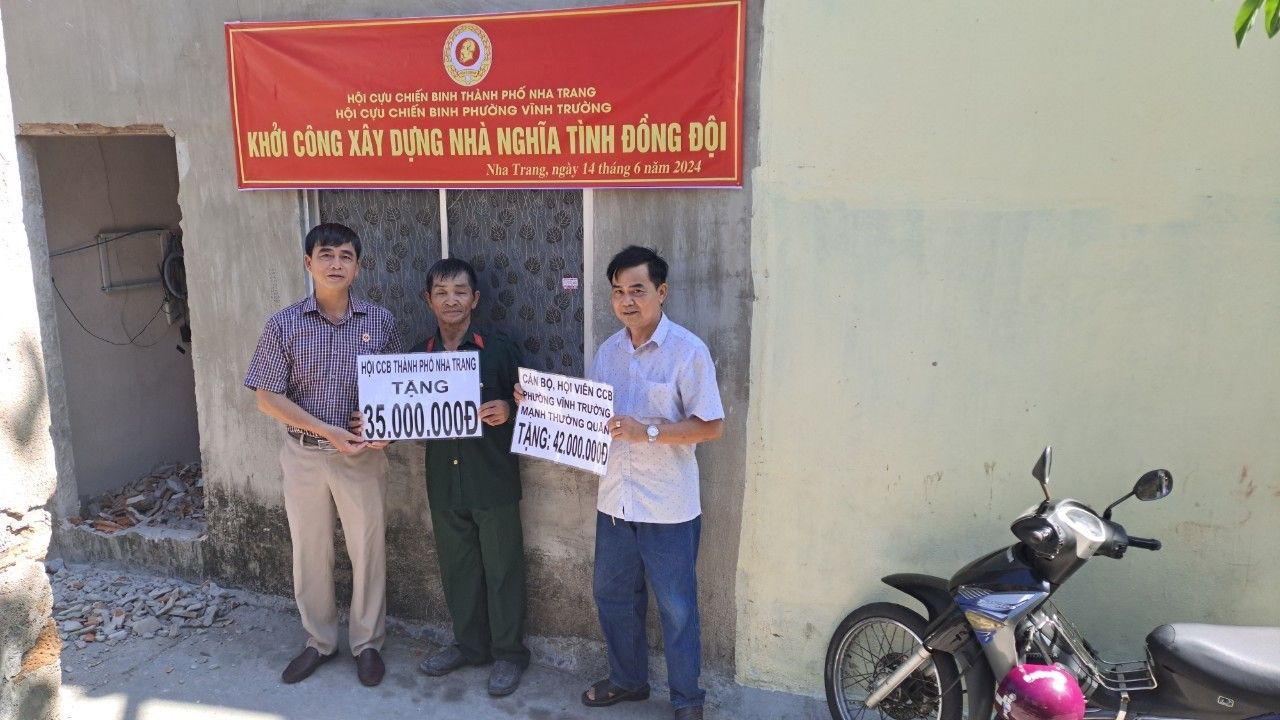 HỘI CỰU CHIẾN BINH THÀNH PHỐ NHA TRANG
HỘI CỰU CHIẾN BINH PHƯỜNG VĨNH TRƯỜNG
KHỞI CÔNG XÂY DỰNG NHÀ NGHĨA TÌNH ĐỒNG ĐỘI
Nha Trang, ngày 14 tháng 6 năm 2024
HỘI CCB THÀNH PHỐ NHA TRANG
TẶNG
35.000.000Đ
CÁN BỘ, HỘI VIÊN CCB
PHƯỜNG VĨNH TRƯỜNG
MẠNH THƯỜNG QUÂN
TẶNG: 42.000.000Đ